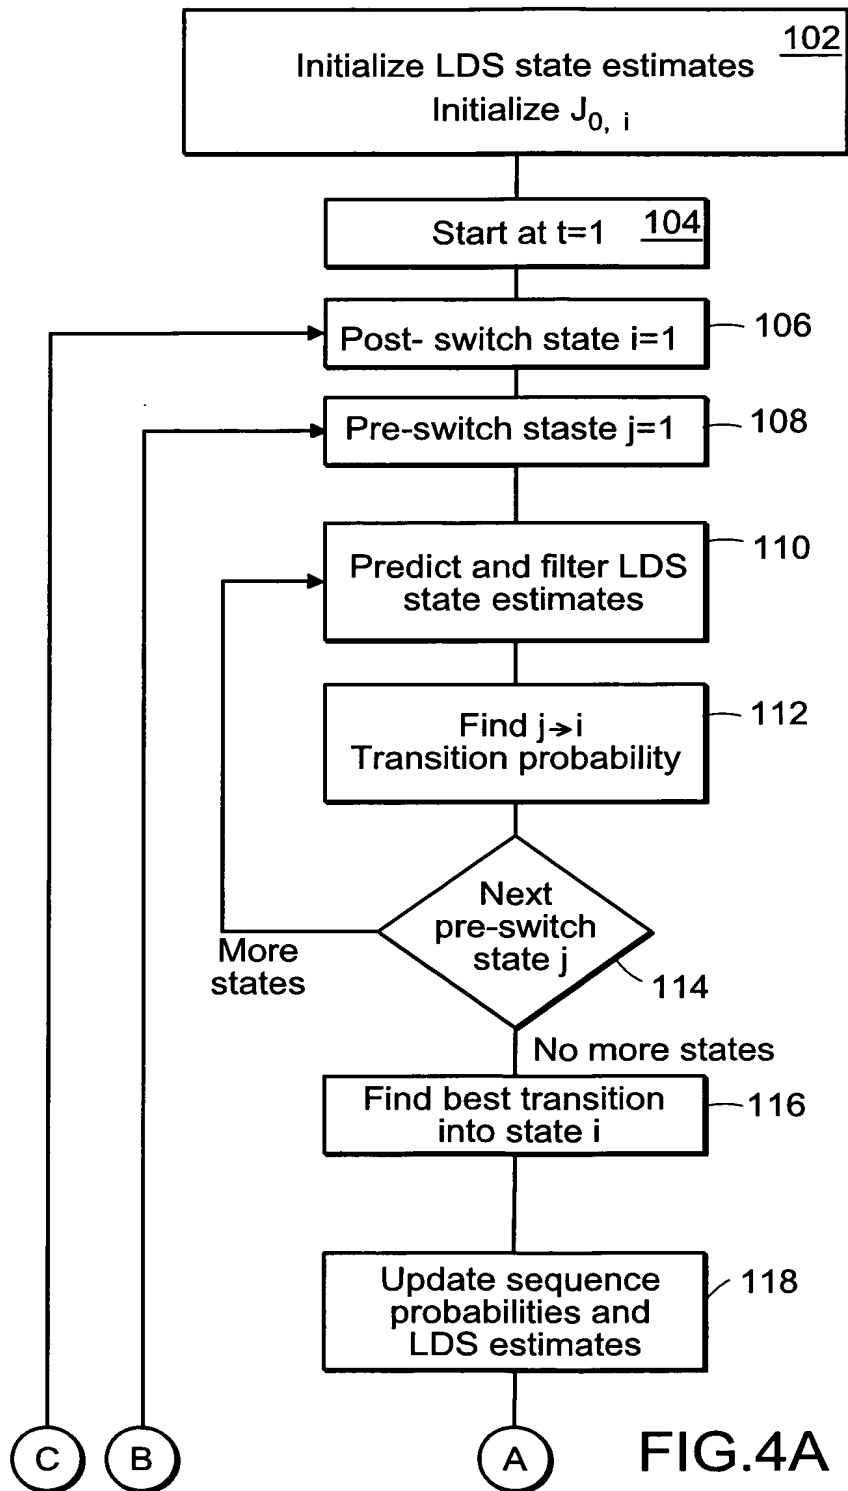 102
Initialize LDS state estimates
Initialize J0, i
Start at t=1 104
Post- switch state i=1
106
Pre-switch staste j=1
108
110
Predict and filter LDS
state estimates
112
Find j→i
Transition probability
Next
pre-switch
state j
More
states
114
No more states
Find best transition
into state i
116
118
Update sequence
probabilities and
LDS estimates
C B A FIG.4A